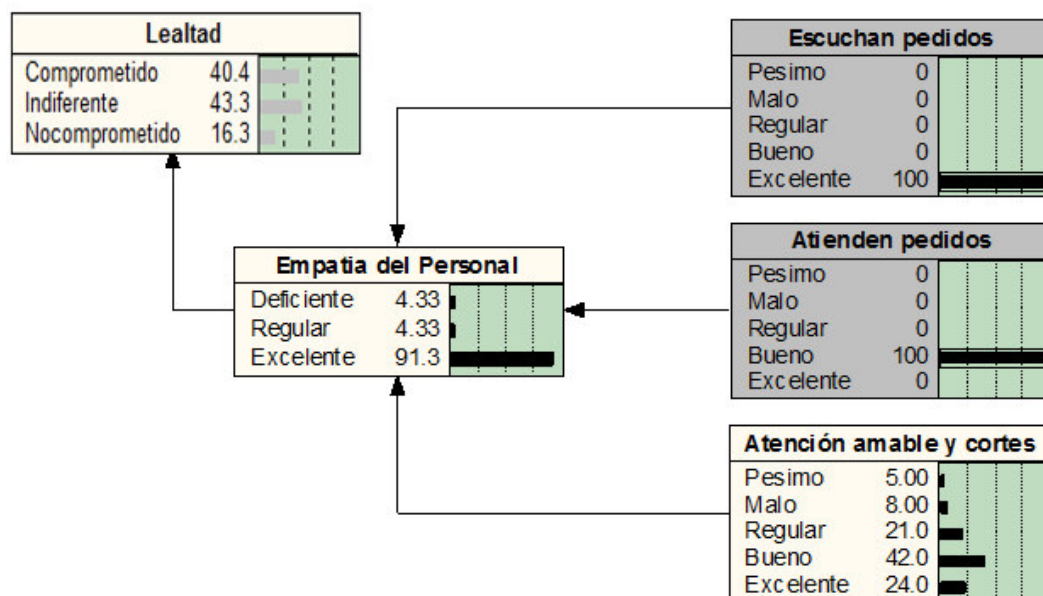 Lealtad
Comprometido 40.4
Indiferente 43.3
Nocomprometido 16.3
Empatia del Personal
Deficiente 4.33
Regular 4.33
Excelente 91.3
Escuchan pedidos
Pesimo 0
Malo 0
Regular 0
Bueno 0
Excelente 100
Atienden pedidos
Pesimo 0
Malo 0
Regular 0
Bueno 100
Excelente 0
Atención amable y cortes
Pesimo 5.00
Malo 8.00
Regular 21.0
Bueno 42.0
Excelente 24.0